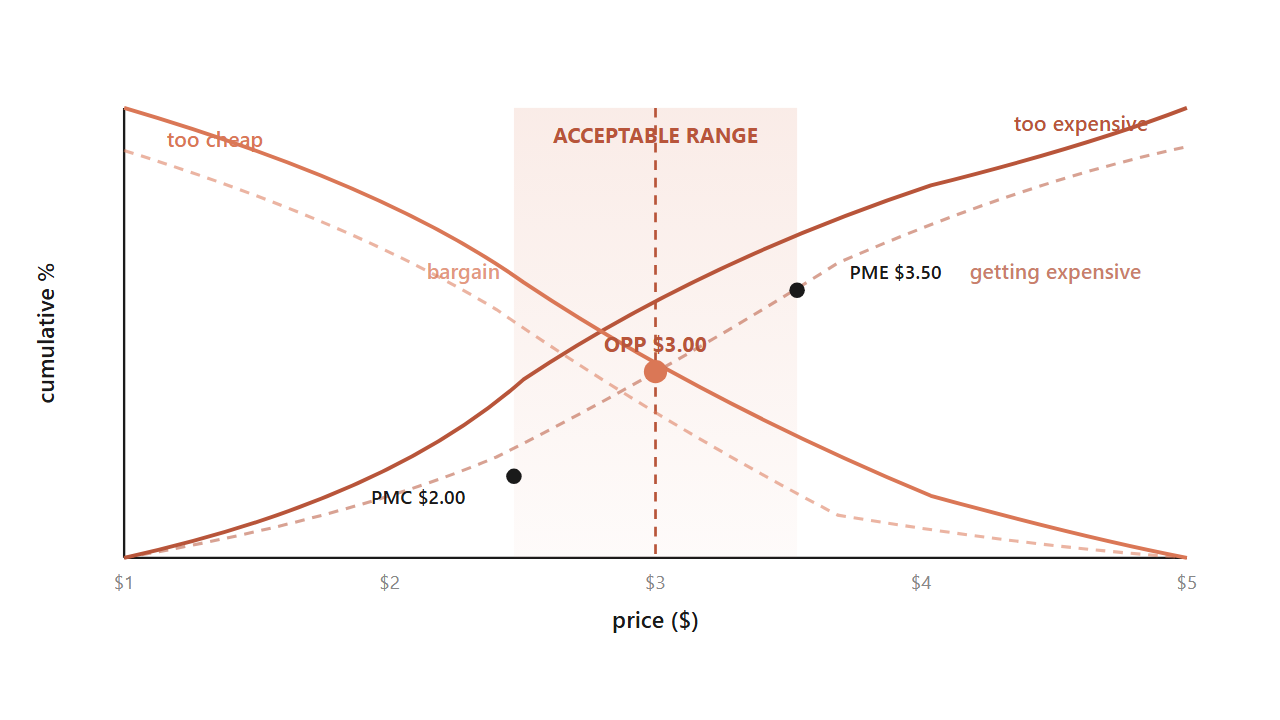 too expensive
ACCEPTABLE RANGE
too cheap
bargain
PME $3.50
getting expensive
OPP $3.00
PMC $2.00
cumulative %
$1
$2
$3
$4
$5
price ($)